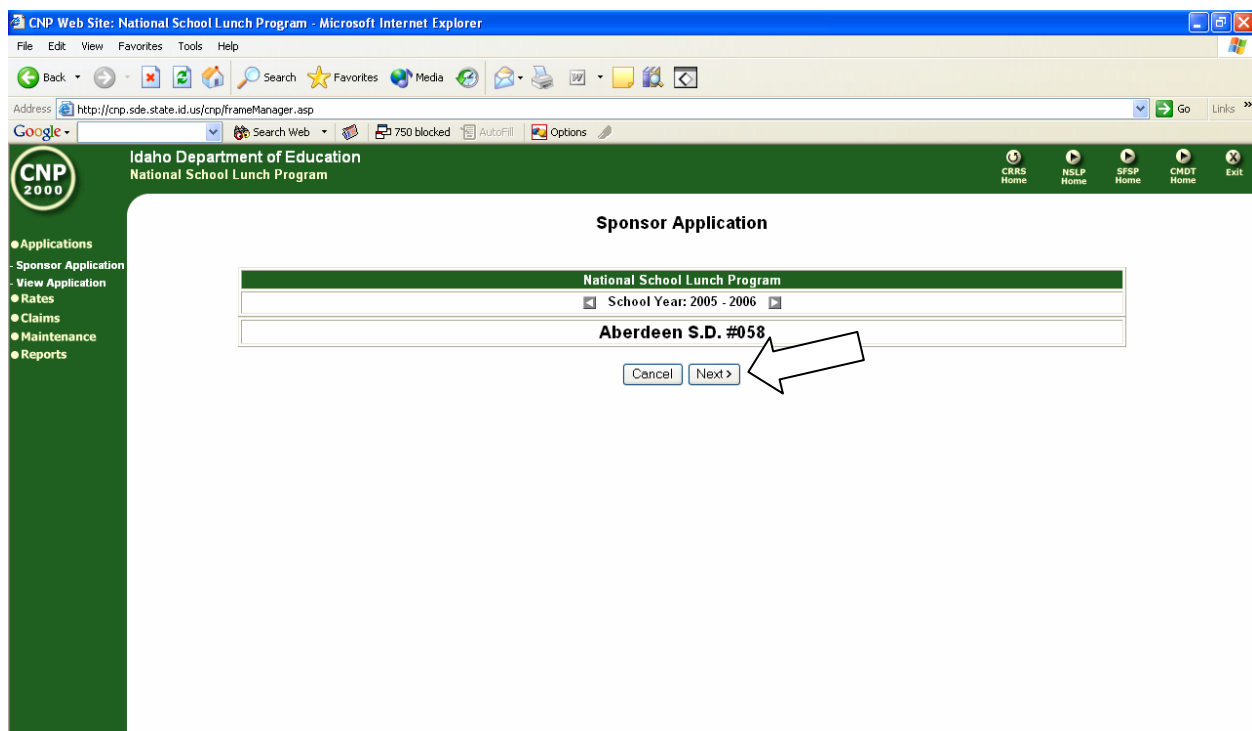 CNP Web Site: National School Lunch Program - Microsoft Internet Explorer
File Edit View Favorites Tools Help
Back Search Favorites Media
Address http://cnp.sde.state.id.us/cnp/frameManager.asp Go Links »
Google Search Web 750 blocked AutoFill Options
CNP 2000
Idaho Department of Education
National School Lunch Program
CRRS Home NSLP Home SFSP Home CMDT Home Exit
Sponsor Application
Applications
- Sponsor Application
- View Application
Rates
Claims
Maintenance
Reports
National School Lunch Program
School Year: 2005 - 2006
Aberdeen S.D. #058
Cancel Next >